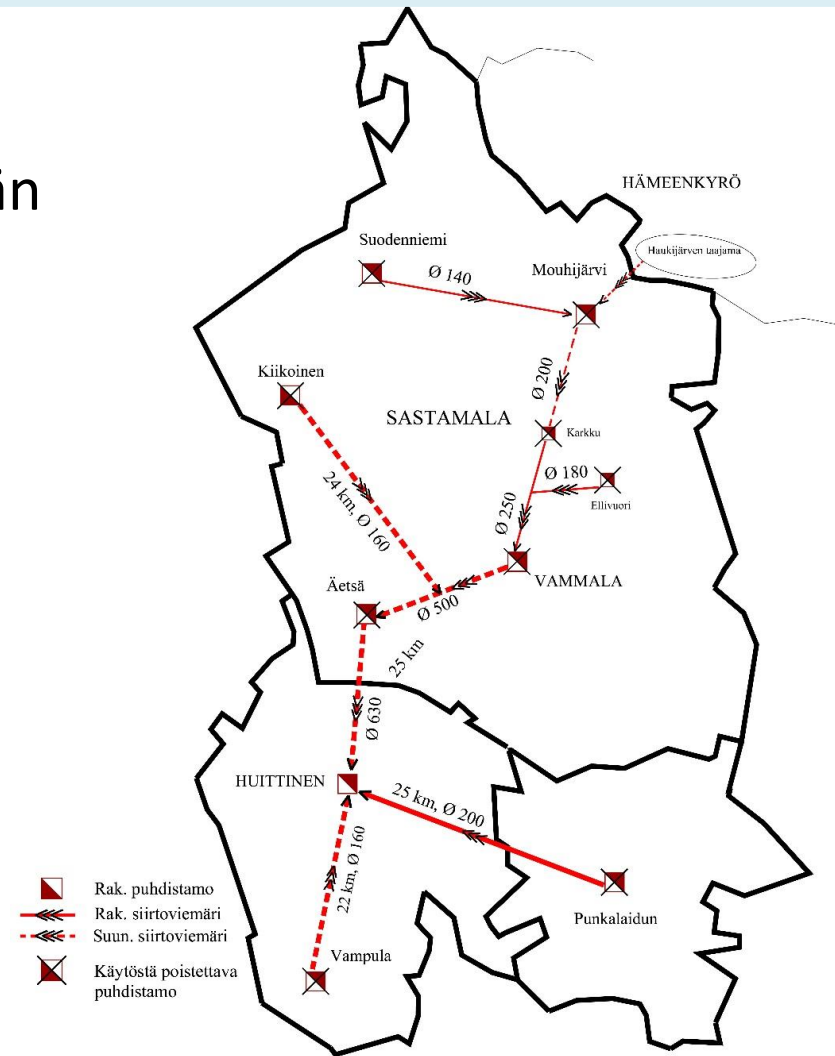 än
HÄMEENKYRÖ
Haukijärven taajama
Suodenniemi
Mouhijärvi
Ø 140
Ø 200
Kiikoinen
SASTAMALA
Karkku
Ø 180
Ellivuori
24 km, Ø 160
Ø 250
VAMMALA
Äetsä
Ø 500
25 km
Ø 630
HUITTINEN
25 km, Ø 200
22 km, Ø 160
Punkalaidun
Vampula
Rak. puhdistamo
Rak. siirtoviemäri
Suun. siirtoviemäri
Käytöstä poistettava
puhdistamo